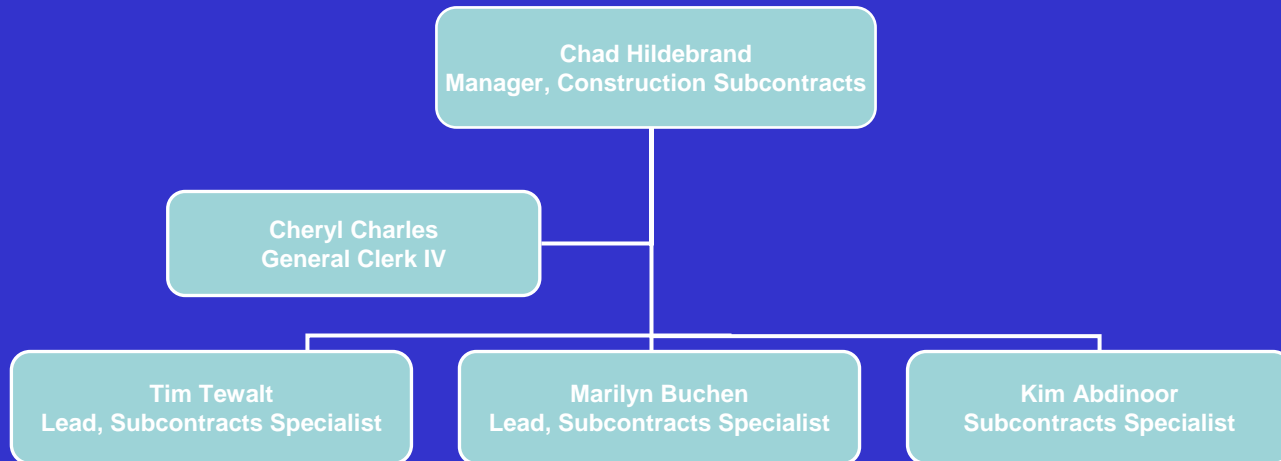 Chad Hildebrand
Manager, Construction Subcontracts
Cheryl Charles
General Clerk IV
Tim Tewalt
Lead, Subcontracts Specialist
Marilyn Buchen
Lead, Subcontracts Specialist
Kim Abdinoor
Subcontracts Specialist